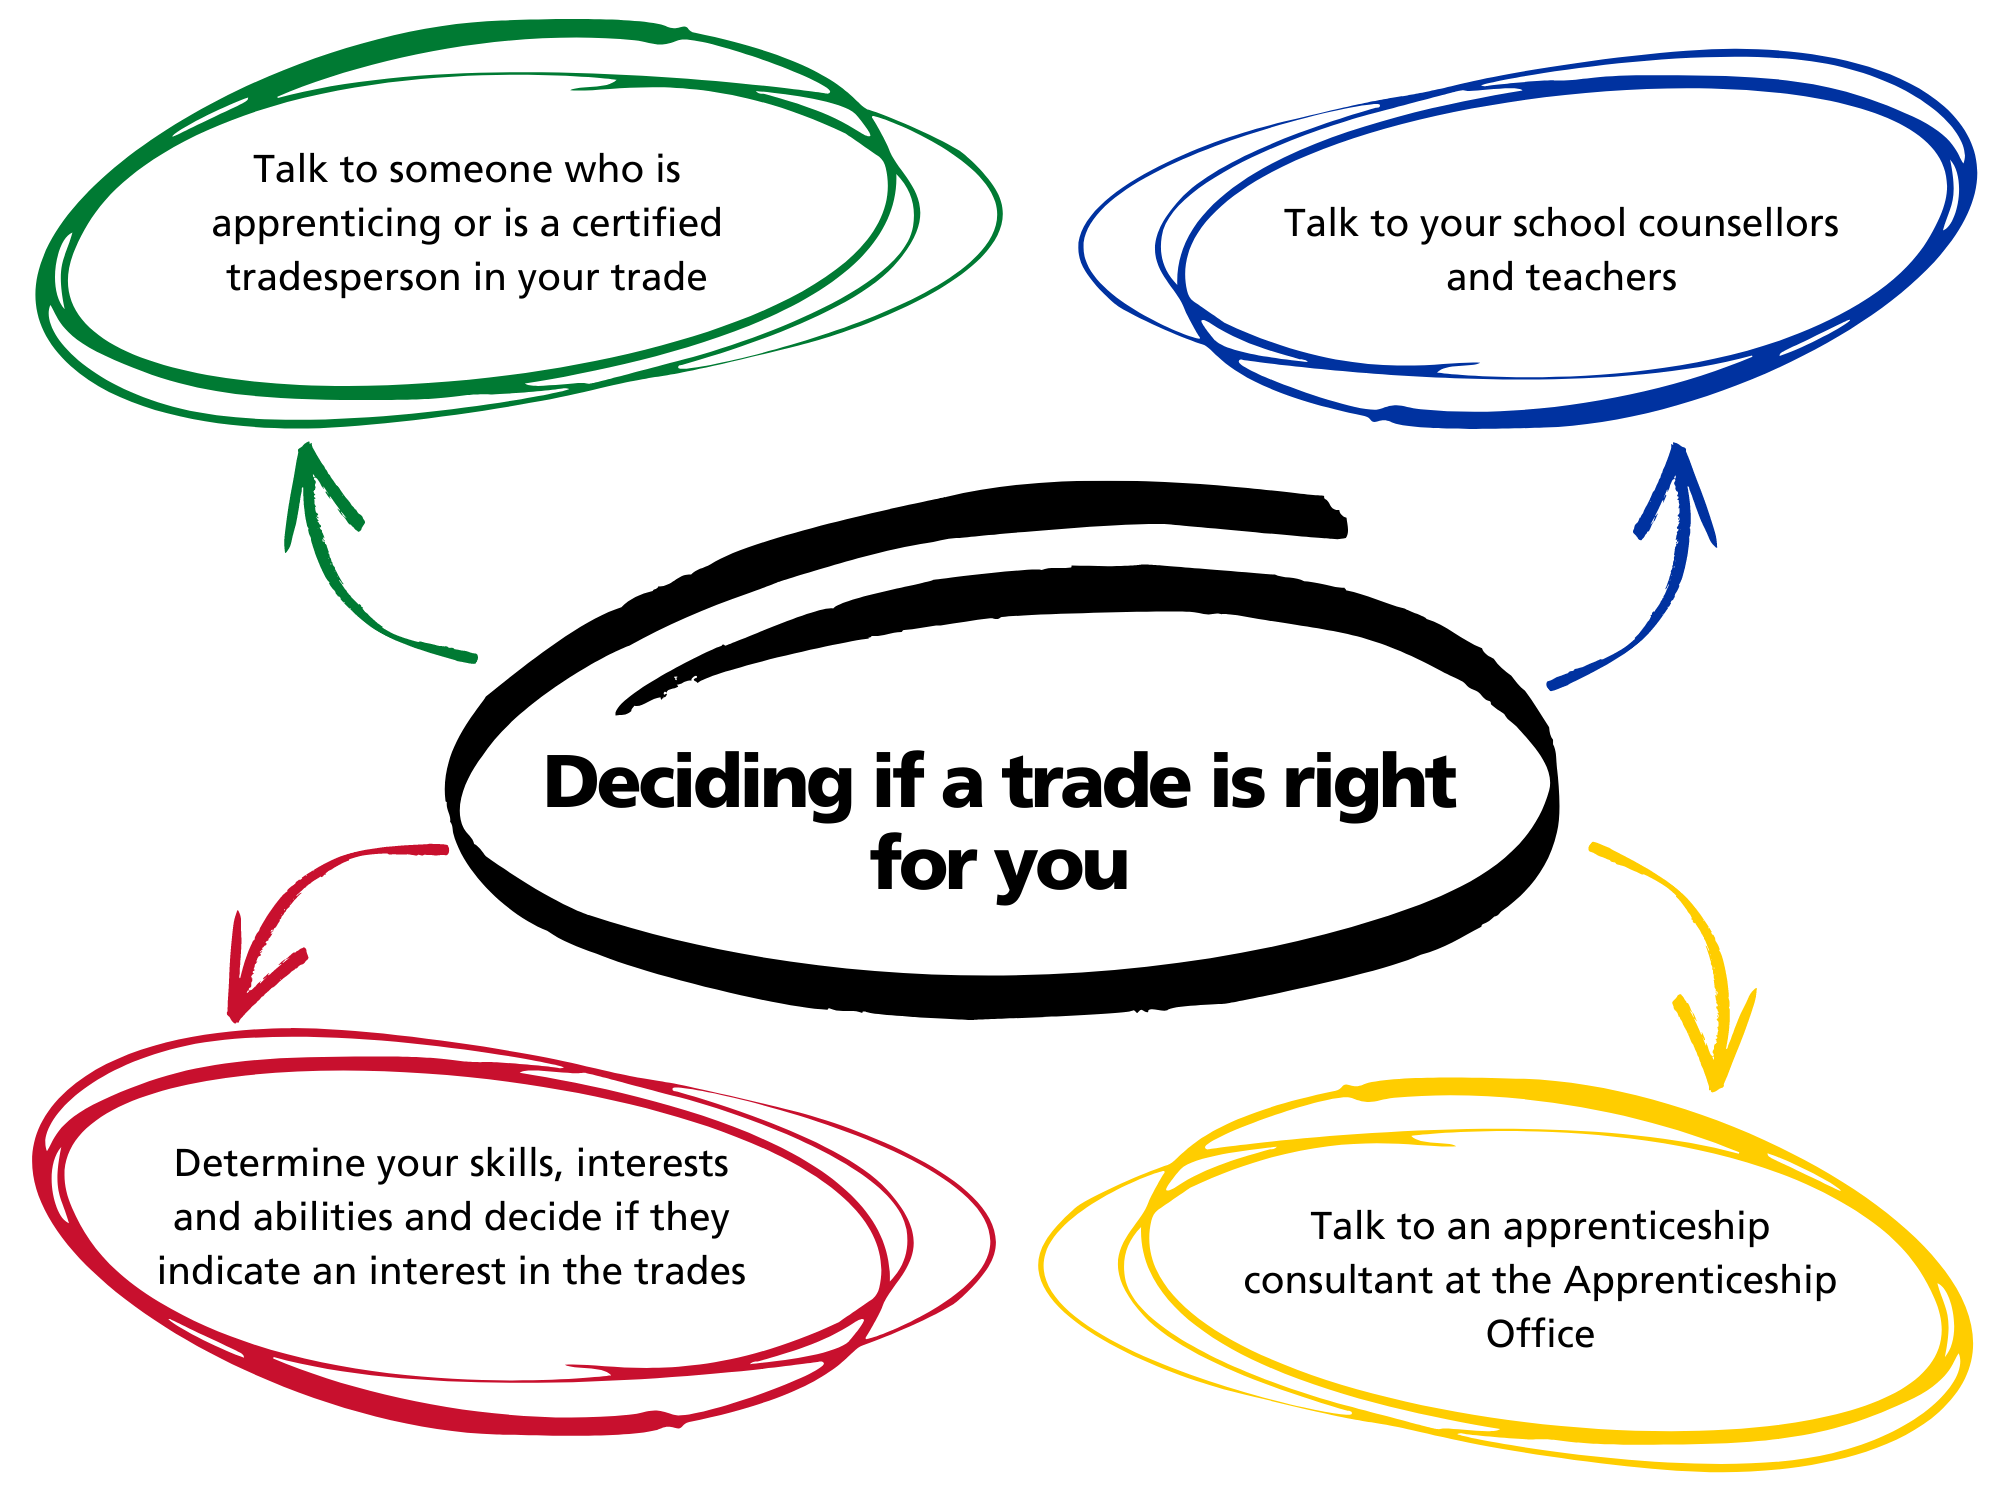 Talk to someone who is
apprenticing or is a certified
tradesperson in your trade
Talk to your school counsellors
and teachers
Deciding if a trade is right
for you
Determine your skills, interests
and abilities and decide if they
indicate an interest in the trades
Talk to an apprenticeship
consultant at the Apprenticeship
Office